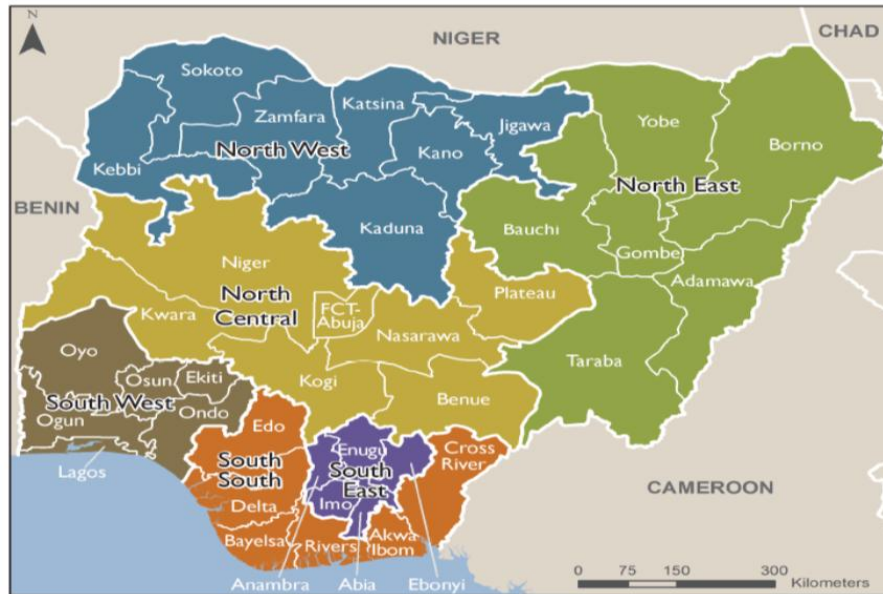 N
NIGER
CHAD
Sokoto
Katsina
Zamfara
Jigawa
Yobe
North West
Kano
Borno
Kebbi
North East
BENIN
Kaduna
Bauchi
Gombe
Niger
Adamawa
North
Central
FCT-
Abuja
Plateau
Kwara
Nasarawa
Oyo
Taraba
Osun
Ekiti
Kogi
South West
Benue
Ogun
Ondo
Edo
Enugu
Cross
River
Lagos
South
South
South
East
CAMEROON
Delta
Imo
Bayelsa
Rivers
Akwa
Ibom
Anambra
Abia
Ebonyi
0 75 150 300
Kilometers